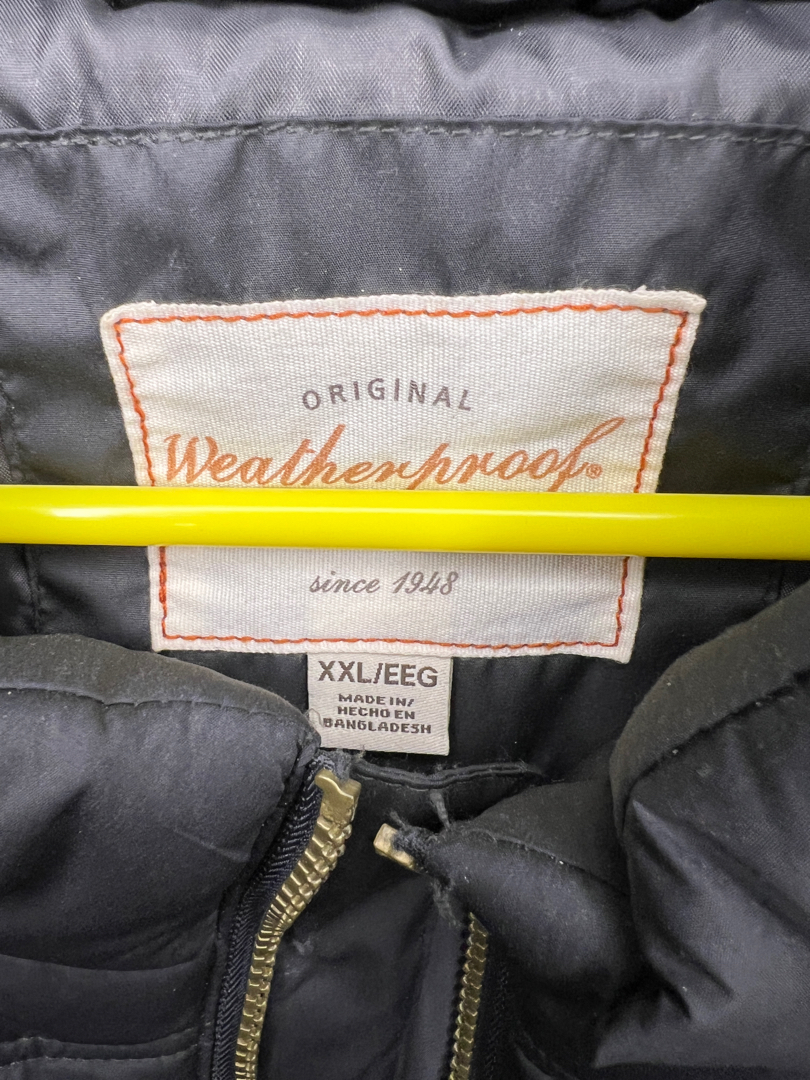 ORIGINAL
Weatherproof®
since 1948
XXL/EEG
MADE IN/
HECHO EN
BANGLADESH